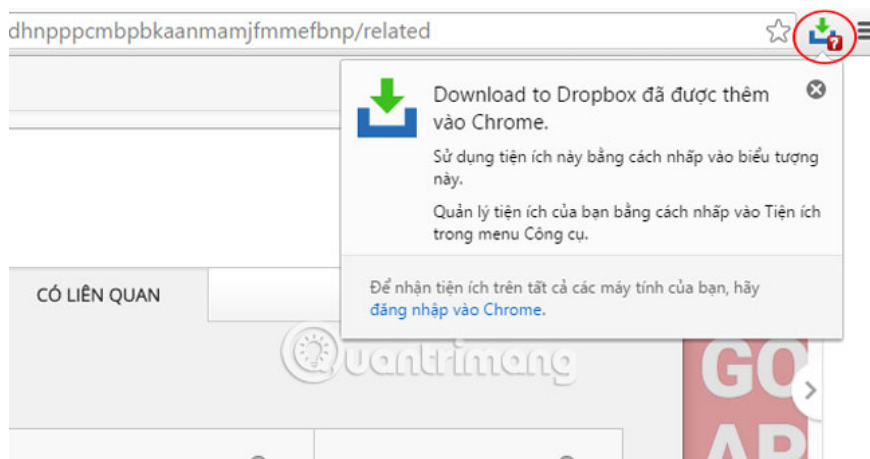 dhnpppcmbpbkaanmamjfmmefbnp/related
?
Download to Dropbox đã được thêm
vào Chrome.
Sử dụng tiện ích này bằng cách nhấp vào biểu tượng
này.
Quản lý tiện ích của bạn bằng cách nhấp vào Tiện ích
trong menu Công cụ.
Để nhận tiện ích trên tất cả các máy tính của bạn, hãy
đăng nhập vào Chrome.
CÓ LIÊN QUAN
Quantrimang
GO
AP